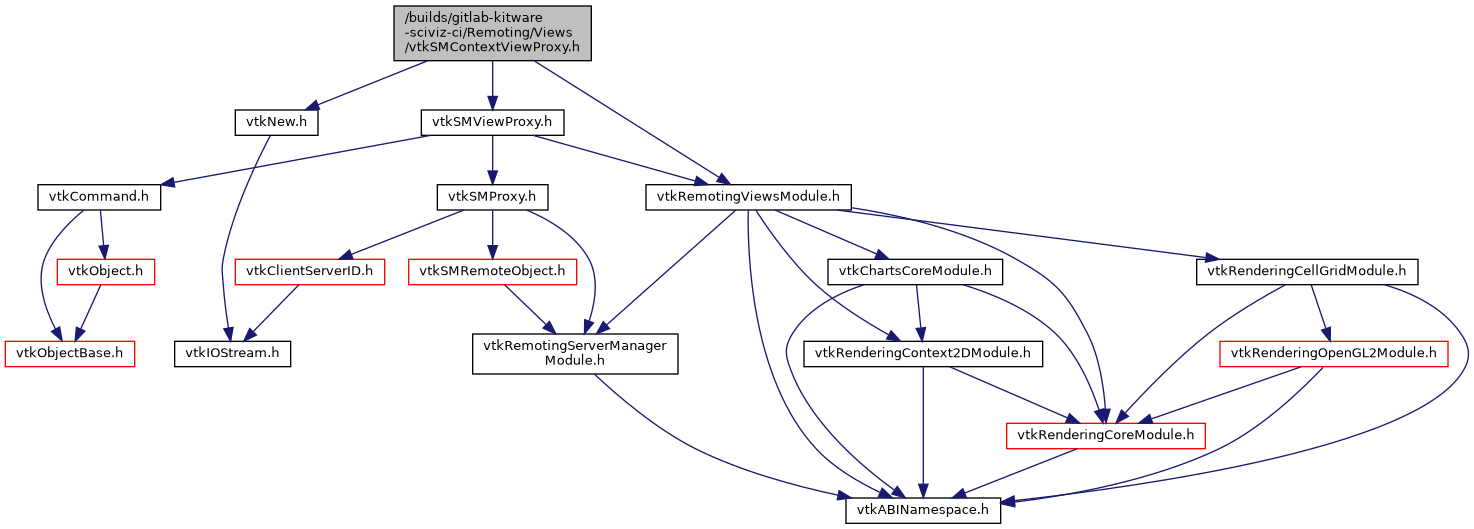 /builds/gitlab-kitware
-sciviz-ci/Remoting/Views
/vtkSMContextViewProxy.h
vtkNew.h
vtkSMViewProxy.h
vtkCommand.h
vtkSMProxy.h
vtkRemotingViewsModule.h
vtkObject.h
vtkClientServerID.h
vtkSMRemoteObject.h
vtkChartsCoreModule.h
vtkRenderingCellGridModule.h
vtkObjectBase.h
vtkIOStream.h
vtkRemotingServerManager
Module.h
vtkRenderingContext2DModule.h
vtkRenderingOpenGL2Module.h
vtkRenderingCoreModule.h
vtkABINamespace.h